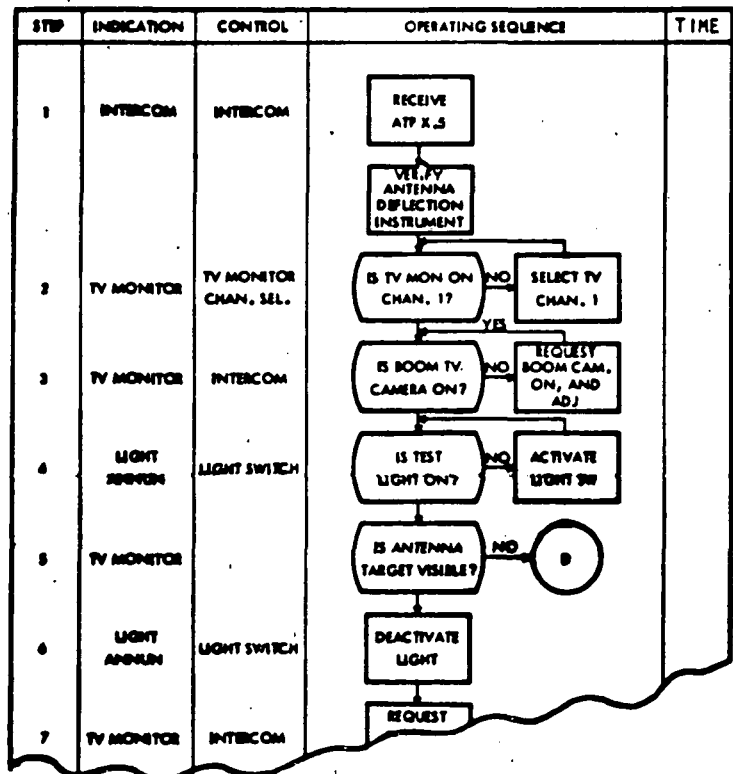 STEP INDICATION CONTROL OPERATING SEQUENCE TIME
1 INTERCOM INTERCOM
RECEIVE
ATP X.5
VERIFY
ANTENNA
DEFLECTION
INSTRUMENT
2 TV MONITOR
TV MONITOR
CHAN. SEL.
IS TV MON ON
CHAN. 1?
NO
SELECT TV
CHAN. 1
YES
3 TV MONITOR INTERCOM
IS BOOM TV.
CAMERA ON?
NO
REQUEST
BOOM CAM.
ON, AND
ADJ
4
LIGHT
ANNUN
LIGHT SWITCH
IS TEST
LIGHT ON?
NO
ACTIVATE
LIGHT SW
5 TV MONITOR
IS ANTENNA
TARGET VISIBLE?
NO
6
LIGHT
ANNUN
LIGHT SWITCH
DEACTIVATE
LIGHT
7 TV MONITOR INTERCOM
REQUEST